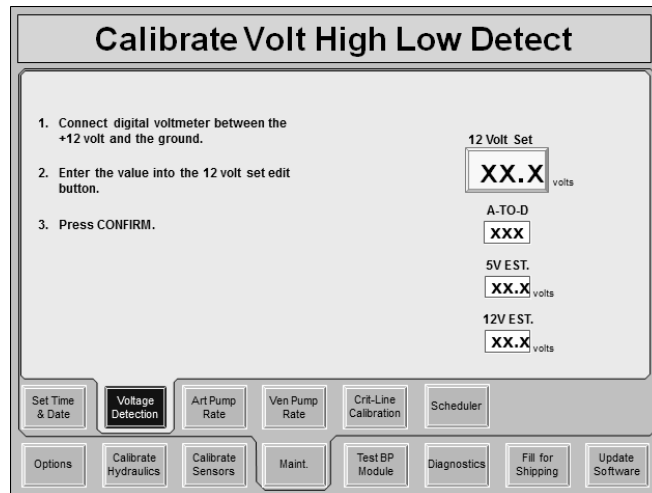 Calibrate Volt High Low Detect
1. Connect digital voltmeter between the
+12 volt and the ground.
2. Enter the value into the 12 volt set edit
button.
3. Press CONFIRM.
12 Volt Set
XX.X volts
A-TO-D
XXX
5V EST.
XX.X volts
12V EST.
XX.X volts
Set Time
& Date
Voltage
Detection
Art Pump
Rate
Ven Pump
Rate
Crit-Line
Calibration
Scheduler
Options
Calibrate
Hydraulics
Calibrate
Sensors
Maint.
Test BP
Module
Diagnostics
Fill for
Shipping
Update
Software